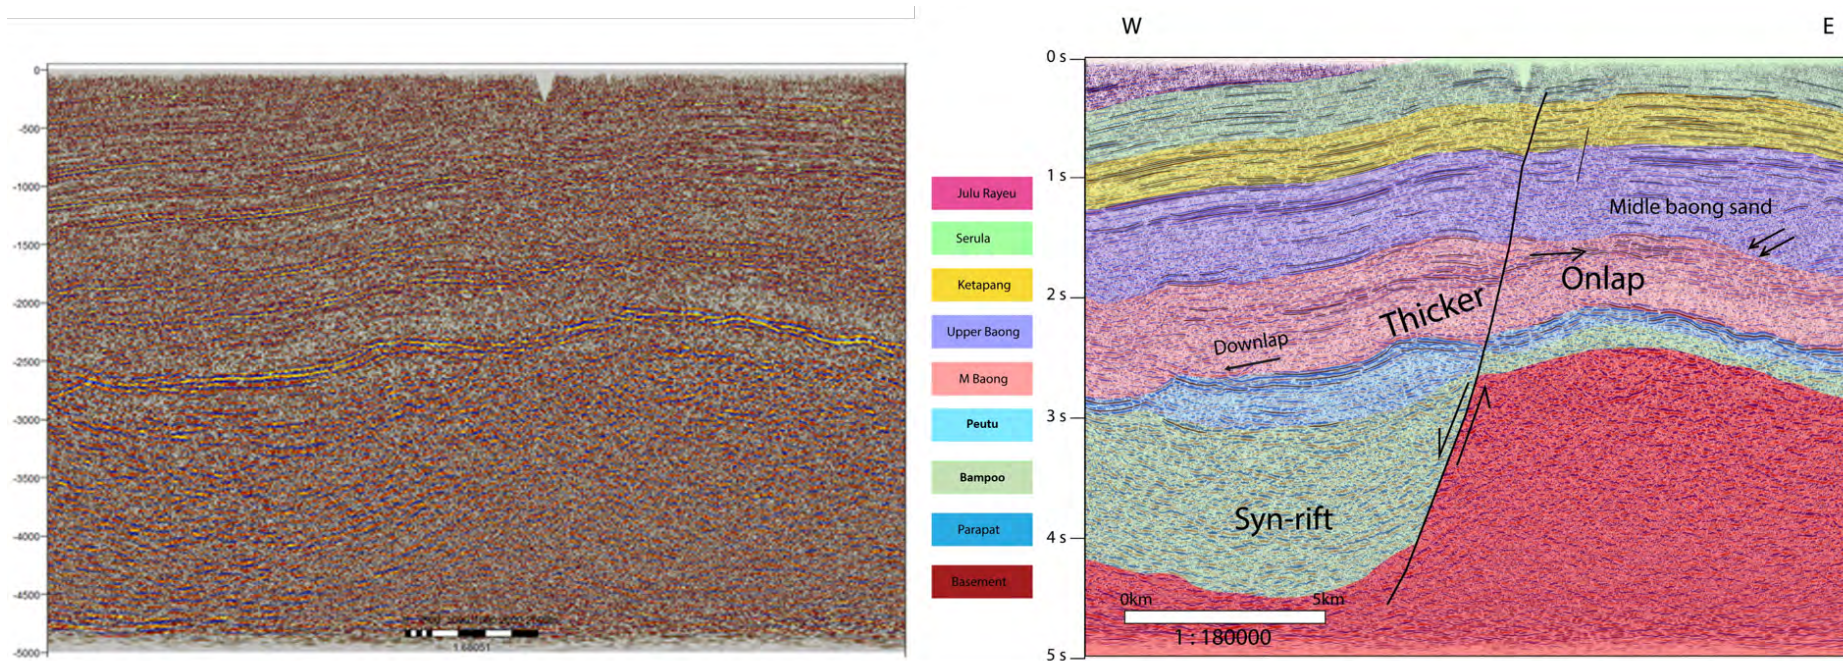 0
-500
-1000
-1500
-2000
-2500
-3000
-3500
-4000
-4500
-5000
Julu Rayeu
Serula
Ketapang
Upper Baong
M Baong
Peutu
Bampoo
Parapat
Basement
W
E
0 s
1 s
2 s
3 s
4 s
5 s
Midle baong sand
Onlap
Thicker
Downlap
Syn-rift
0km
5km
1 : 180000